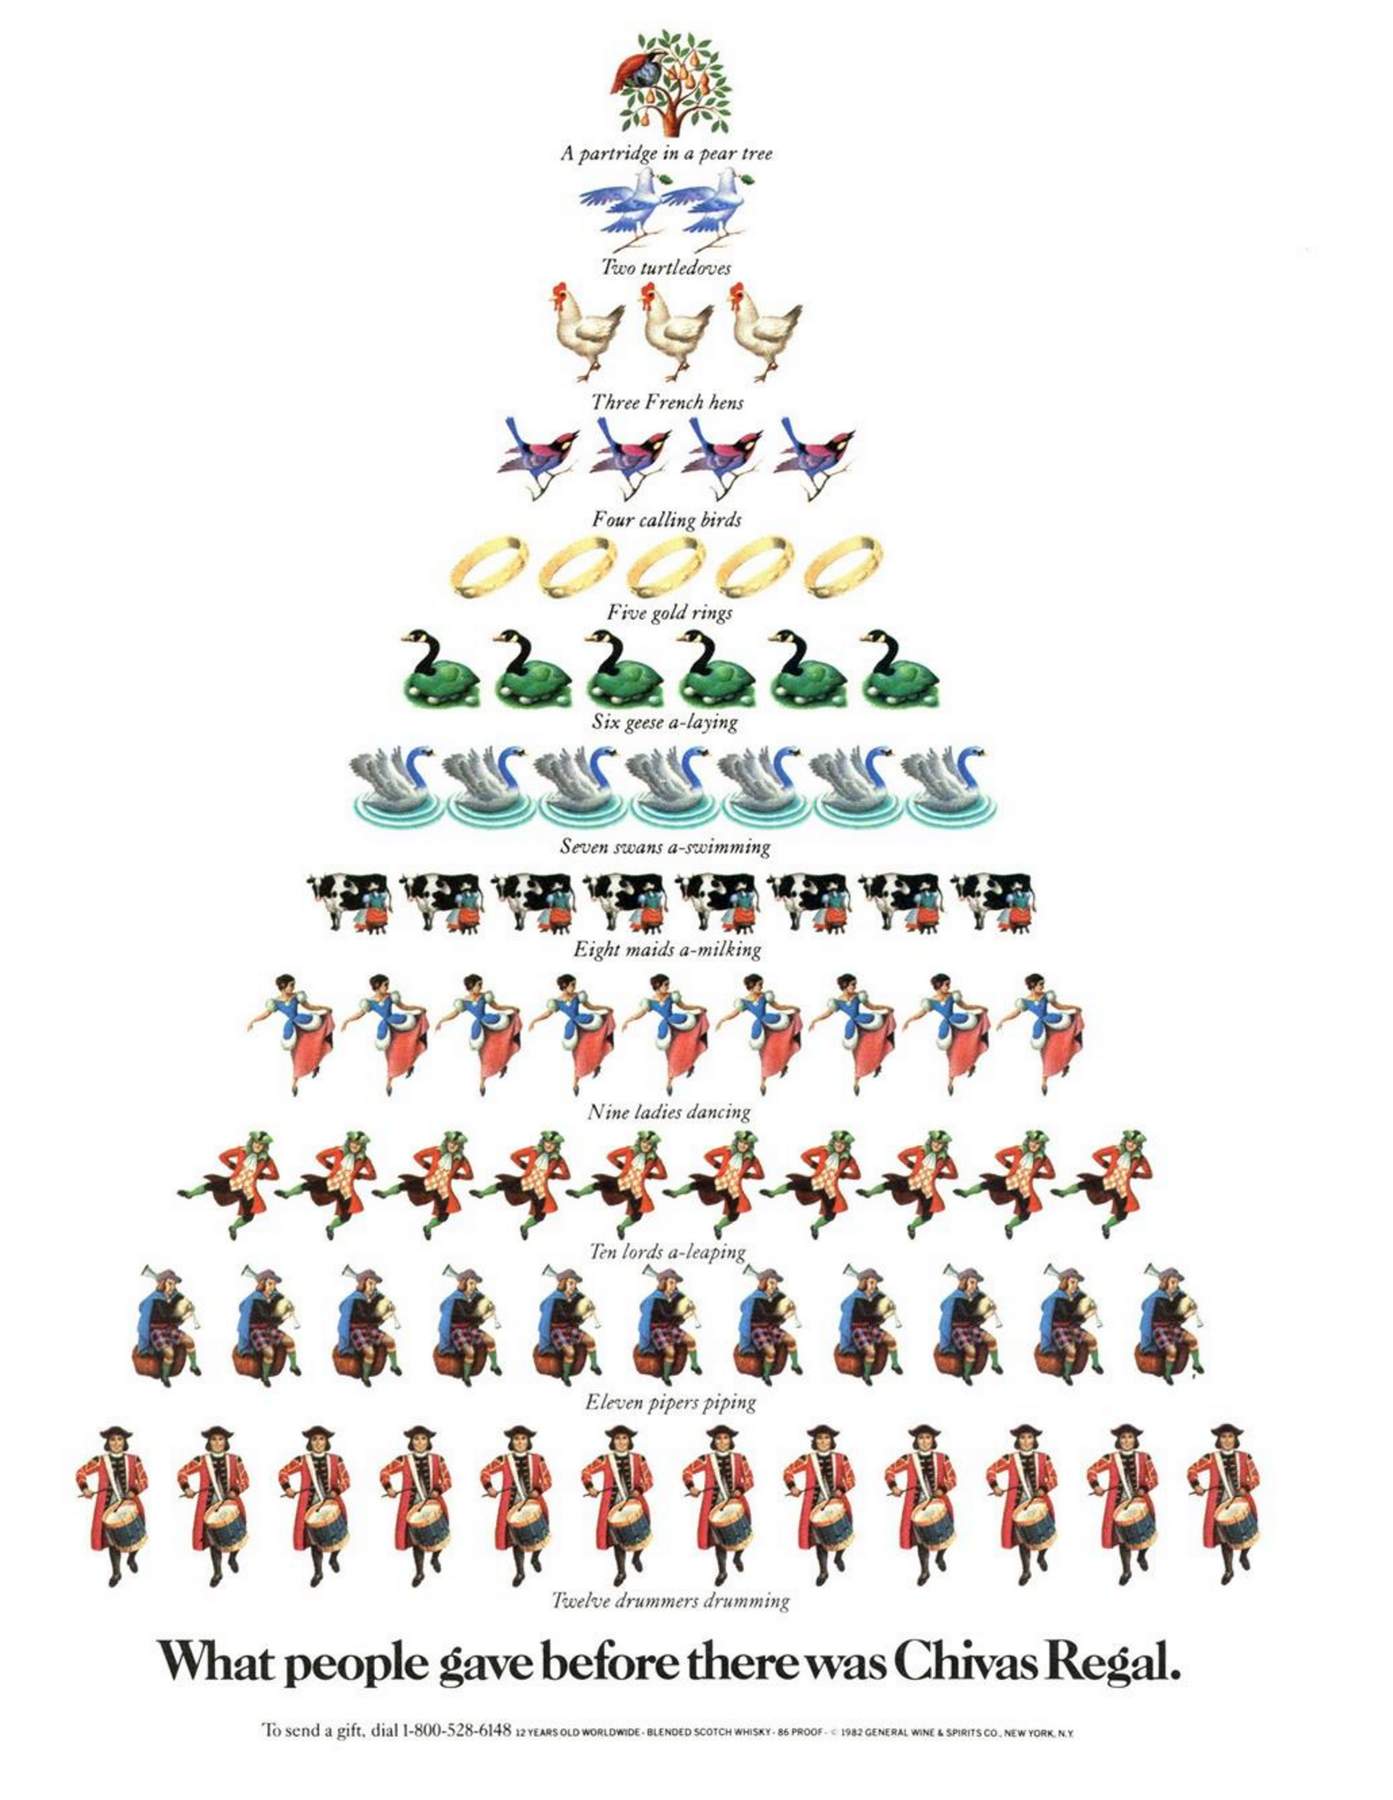 A partridge in a pear tree
Two turtledoves
Three French hens
Four calling birds
Five gold rings
Six geese a-laying
Seven swans a-swimming
Eight maids a-milking
Nine ladies dancing
Ten lords a-leaping
Eleven pipers piping
Twelve drummers drumming
What people gave before there was Chivas Regal.
To send a gift, dial 1-800-528-6148 12 YEARS OLD WORLDWIDE • BLENDED SCOTCH WHISKY • 86 PROOF • © 1982 GENERAL WINE & SPIRITS CO., NEW YORK, N.Y.